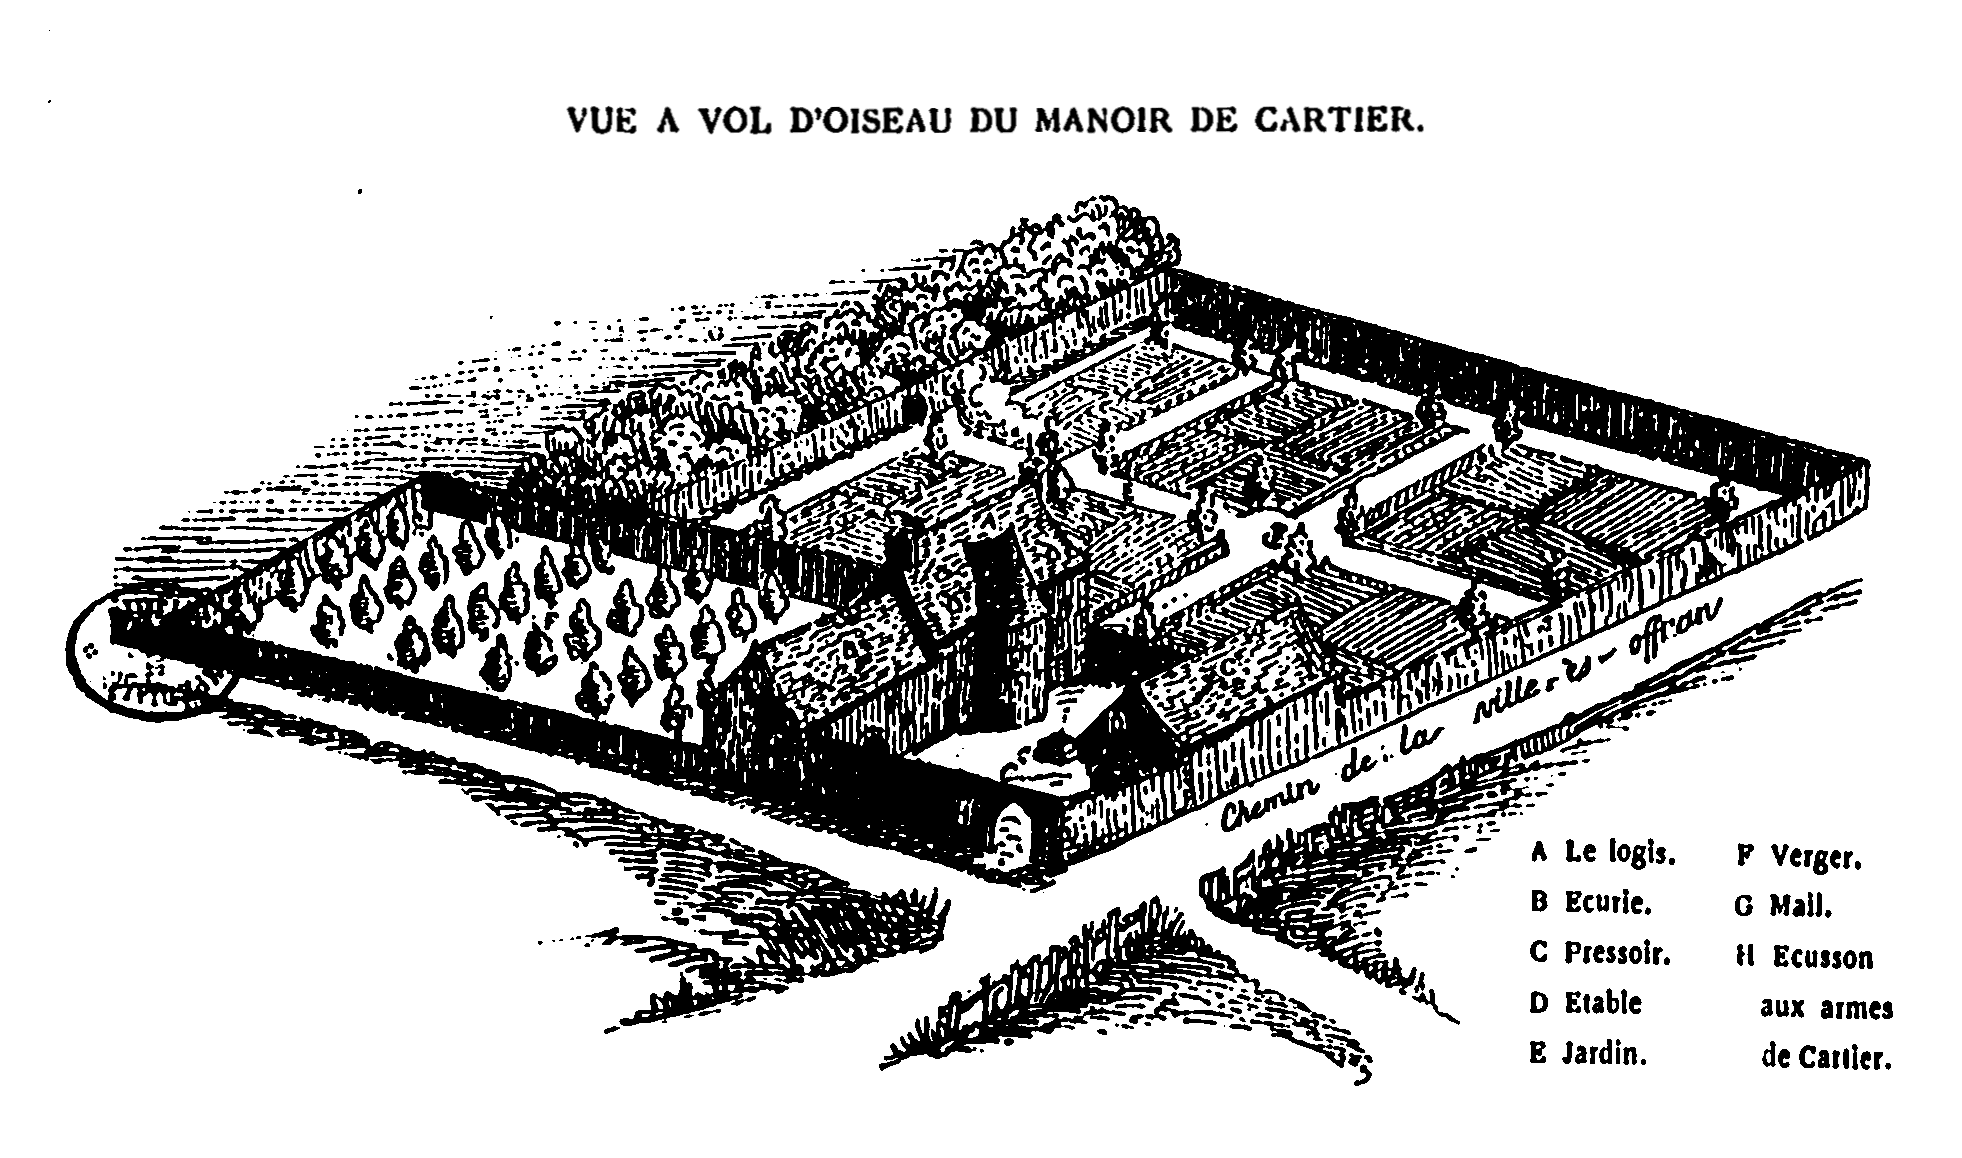 VUE A VOL D'OISEAU DU MANOIR DE CARTIER.
A
B
C
D
E
F
Chemin de la ville-es-offran
A Le logis.
B Ecurie.
C Pressoir.
D Etable
E Jardin.
F Verger.
G Mail.
H Ecusson
aux armes
de Cartier.